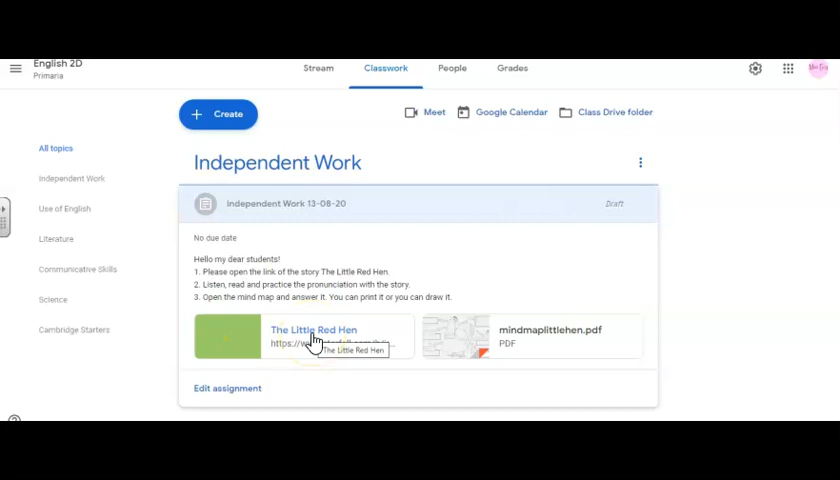 English 2D
Primaria
Stream
Classwork
People
Grades
Create
Meet
Google Calendar
Class Drive folder
All topics
Independent Work
Use of English
Literature
Communicative Skills
Science
Cambridge Starters
Independent Work
Independent Work 13-08-20
Draft
No due date
Hello my dear students!
1. Please open the link of the story The Little Red Hen.
2. Listen, read and practice the pronunciation with the story.
3. Open the mind map and answer it. You can print it or you can draw it.
The Little Red Hen
The Little Red Hen
mindmaplittlehen.pdf
PDF
Edit assignment